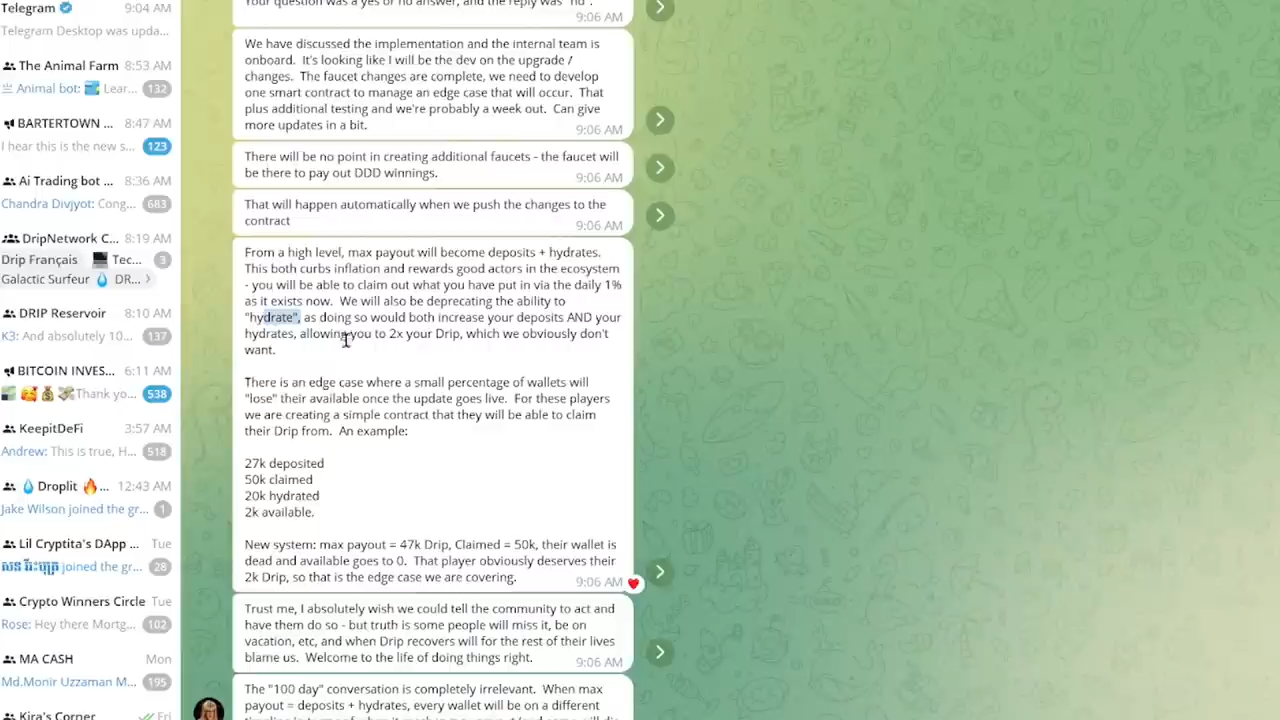 Telegram 9:04 AM
Telegram Desktop was upda...
The Animal Farm 8:53 AM
Animal bot: Lear... 132
BARTERTOWN ... 8:47 AM
I hear this is the new s... 123
Ai Trading bot ... 8:36 AM
Chandra Divjyot: Cong... 683
DripNetwork C... 8:19 AM
Drip Français Tec... 3
Galactic Surfeur DR...
DRIP Reservoir 8:10 AM
K3: And absolutely 10... 137
BITCOIN INVES... 6:11 AM
Thank yo... 538
KeepitDeFi 3:57 AM
Andrew: This is true, H... 518
Droplit ... 12:43 AM
Jake Wilson joined the gr... 1
Lil Cryptita's DApp ... Tue
joined the gr... 28
Crypto Winners Circle Tue
Rose: Hey there Mortg... 102
MA CASH Mon
Md.Monir Uzzaman M... 195
Kira's Corner Fri
Your question was a yes or no answer, and the reply was "no".
9:06 AM
We have discussed the implementation and the internal team is
onboard. It's looking like I will be the dev on the upgrade /
changes. The faucet changes are complete, we need to develop
one smart contract to manage an edge case that will occur. That
plus additional testing and we're probably a week out. Can give
more updates in a bit. 9:06 AM
There will be no point in creating additional faucets - the faucet will
be there to pay out DDD winnings. 9:06 AM
That will happen automatically when we push the changes to the
contract 9:06 AM
From a high level, max payout will become deposits + hydrates.
This both curbs inflation and rewards good actors in the ecosystem
- you will be able to claim out what you have put in via the daily 1%
as it exists now. We will also be deprecating the ability to
"hydrate", as doing so would both increase your deposits AND your
hydrates, allowing you to 2x your Drip, which we obviously don't
want.
There is an edge case where a small percentage of wallets will
"lose" their available once the update goes live. For these players
we are creating a simple contract that they will be able to claim
their Drip from. An example:
27k deposited
50k claimed
20k hydrated
2k available.
New system: max payout = 47k Drip, Claimed = 50k, their wallet is
dead and available goes to 0. That player obviously deserves their
2k Drip, so that is the edge case we are covering. 9:06 AM
Trust me, I absolutely wish we could tell the community to act and
have them do so - but truth is some people will miss it, be on
vacation, etc, and when Drip recovers will for the rest of their lives
blame us. Welcome to the life of doing things right. 9:06 AM
The "100 day" conversation is completely irrelevant. When max
payout = deposits + hydrates, every wallet will be on a different